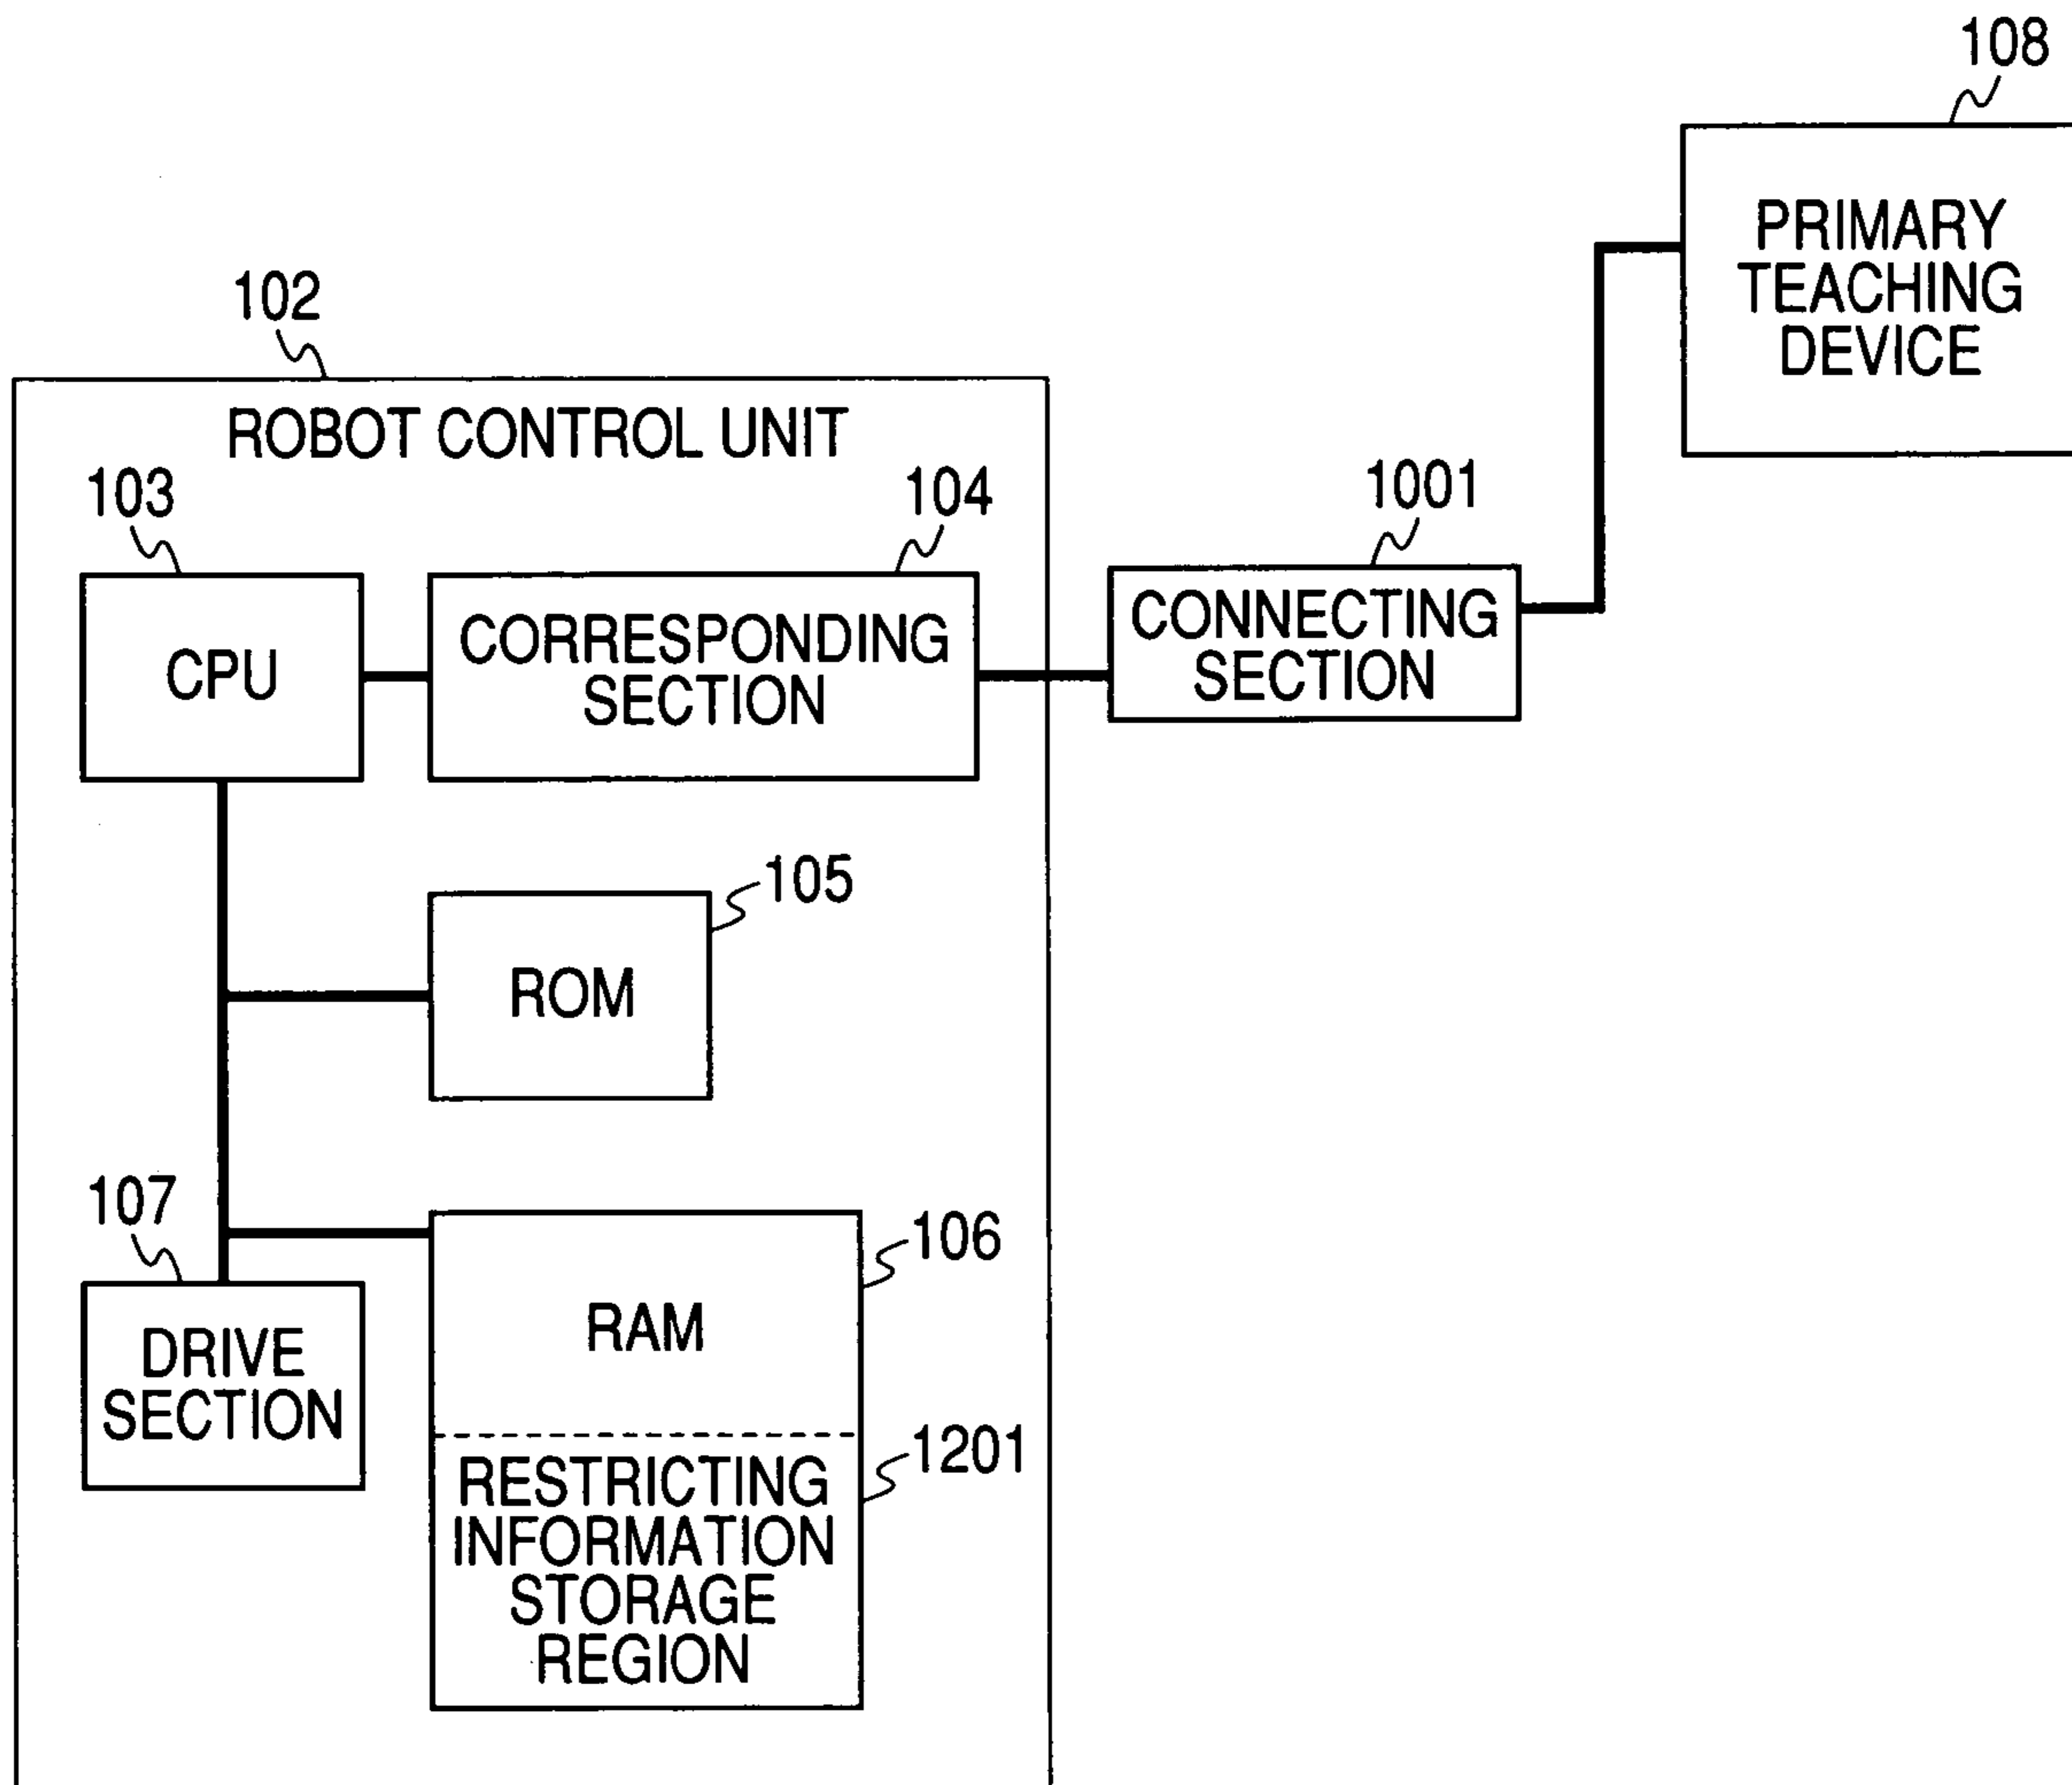 108
PRIMARY
TEACHING
DEVICE
102
ROBOT CONTROL UNIT
103
104
1001
CPU
CORRESPONDING
SECTION
CONNECTING
SECTION
105
ROM
107
106
DRIVE
SECTION
RAM
1201
RESTRICTING
INFORMATION
STORAGE
REGION